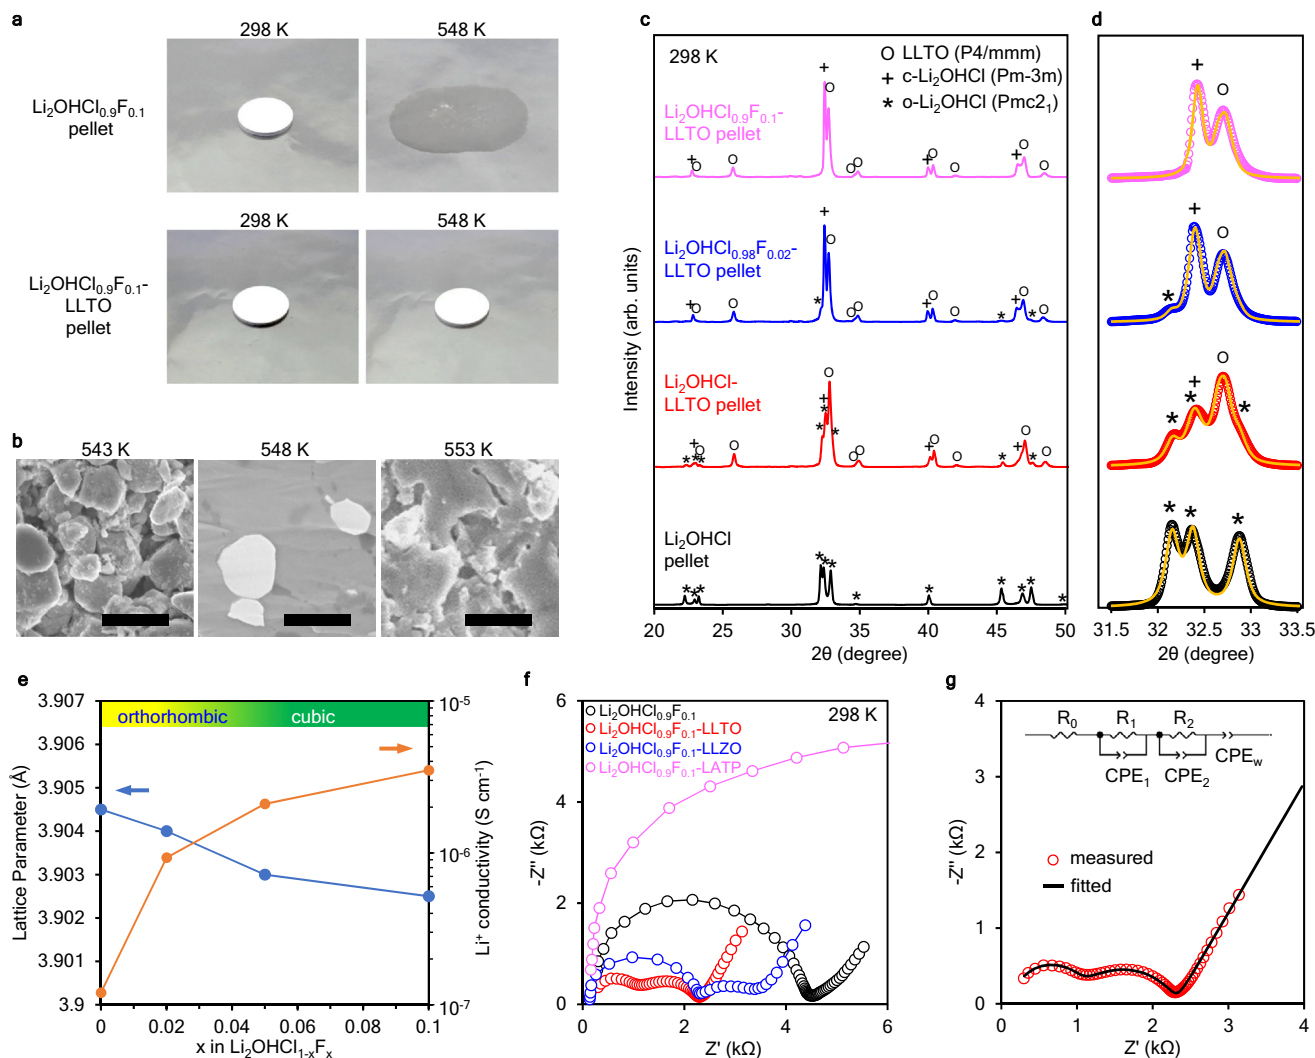 a
298 K
548 K
Li₂OHCl₀.₉F₀.₁
pellet
298 K
548 K
Li₂OHCl₀.₉F₀.₁-
LLTO
pellet
b
543 K
548 K
553 K
c
298 K
O LLTO (P4/mmm)
+ c-Li₂OHCl (Pm-3m)
* o-Li₂OHCl (Pmc2₁)
Li₂OHCl₀.₉F₀.₁-
LLTO pellet
Li₂OHCl₀.₉₈F₀.₀₂-
LLTO pellet
Li₂OHCl-
LLTO pellet
Li₂OHCl
pellet
Intensity (arb. units)
20 25 30 35 40 45 50
2θ (degree)
d
31.5 32 32.5 33 33.5
2θ (degree)
e
orthorhombic cubic
3.907
3.906
3.905
3.904
3.903
3.902
3.901
3.9
Lattice Parameter (Å)
10⁻⁵
10⁻⁶
10⁻⁷
Li⁺ conductivity (S cm⁻¹)
0 0.02 0.04 0.06 0.08 0.1
x in Li₂OHCl₁₋ₓFₓ
f
298 K
Li₂OHCl₀.₉F₀.₁
Li₂OHCl₀.₉F₀.₁-LLTO
Li₂OHCl₀.₉F₀.₁-LLZO
Li₂OHCl₀.₉F₀.₁-LATP
6
4
2
0
-Z" (kΩ)
0 2 4 6
Z' (kΩ)
g
R₀ R₁ R₂
CPE₁ CPE₂ CPE_w
measured
fitted
-4
-3
-2
-1
0
-Z" (kΩ)
0 1 2 3 4
Z' (kΩ)